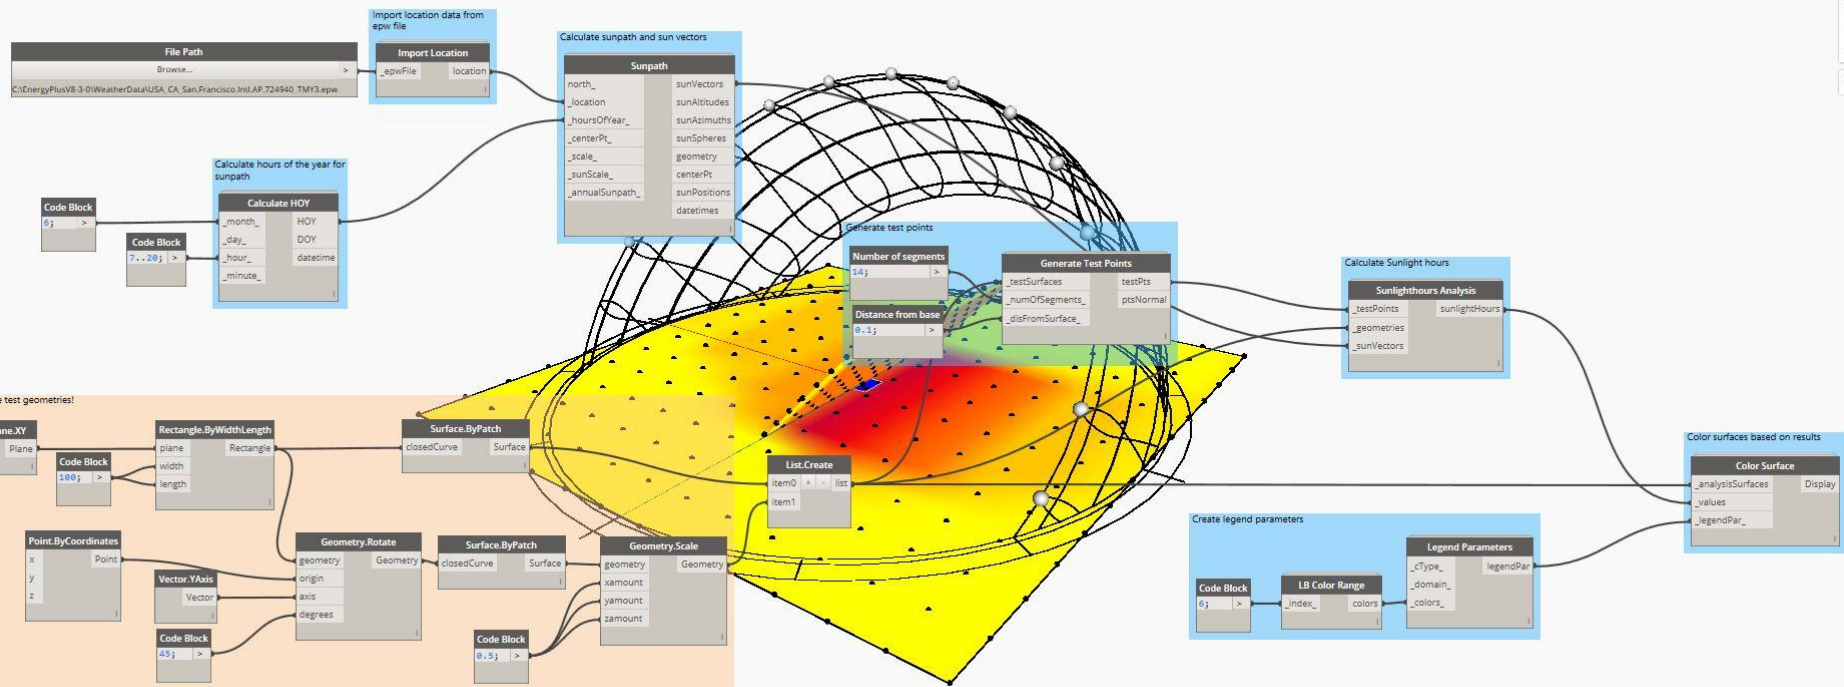 Import location data from
epw file
File Path
Browse...
>
C:\EnergyPlusV8-3-0\WeatherData\USA_CA_San.Francisco.Intl.AP.724940_TMY3.epw
Import Location
_epwFile
location
Calculate sunpath and sun vectors
Sunpath
north_
sunVectors
_location
sunAltitudes
_hoursOfYear_
sunAzimuths
_centerPt_
sunSpheres
_scale_
geometry
_sunScale_
centerPt
_annualSunpath_
sunPositions
datetimes
Calculate hours of the year for
sunpath
Code Block
6;
>
Code Block
7..20;
>
Calculate HOY
_month_
HOY
_day_
DOY
_hour_
datetime
_minute_
Generate test points
Number of segments
14;
>
Distance from base
0.1;
>
Generate Test Points
_testSurfaces
testPts
_numOfSegments_
ptsNormal
_disFromSurface_
Calculate Sunlight hours
Sunlighthours Analysis
_testPoints
sunlightHours
_geometries
_sunVectors
e test geometries!
ne.XY
Plane
Code Block
100;
>
Rectangle.ByWidthLength
plane
Rectangle
width
length
Surface.ByPatch
closedCurve
Surface
Point.ByCoordinates
x
Point
y
z
Vector.YAxis
Vector
Code Block
45;
>
Geometry.Rotate
geometry
Geometry
origin
axis
degrees
Surface.ByPatch
closedCurve
Surface
Code Block
0.5;
>
Geometry.Scale
geometry
Geometry
xamount
yamount
zamount
List.Create
item0
+
-
list
item1
Create legend parameters
Code Block
6;
>
LB Color Range
_index_
colors
Legend Parameters
_cType_
legendPar
_domain_
_colors_
Color surfaces based on results
Color Surface
_analysisSurfaces
Display
_values
_legendPar_